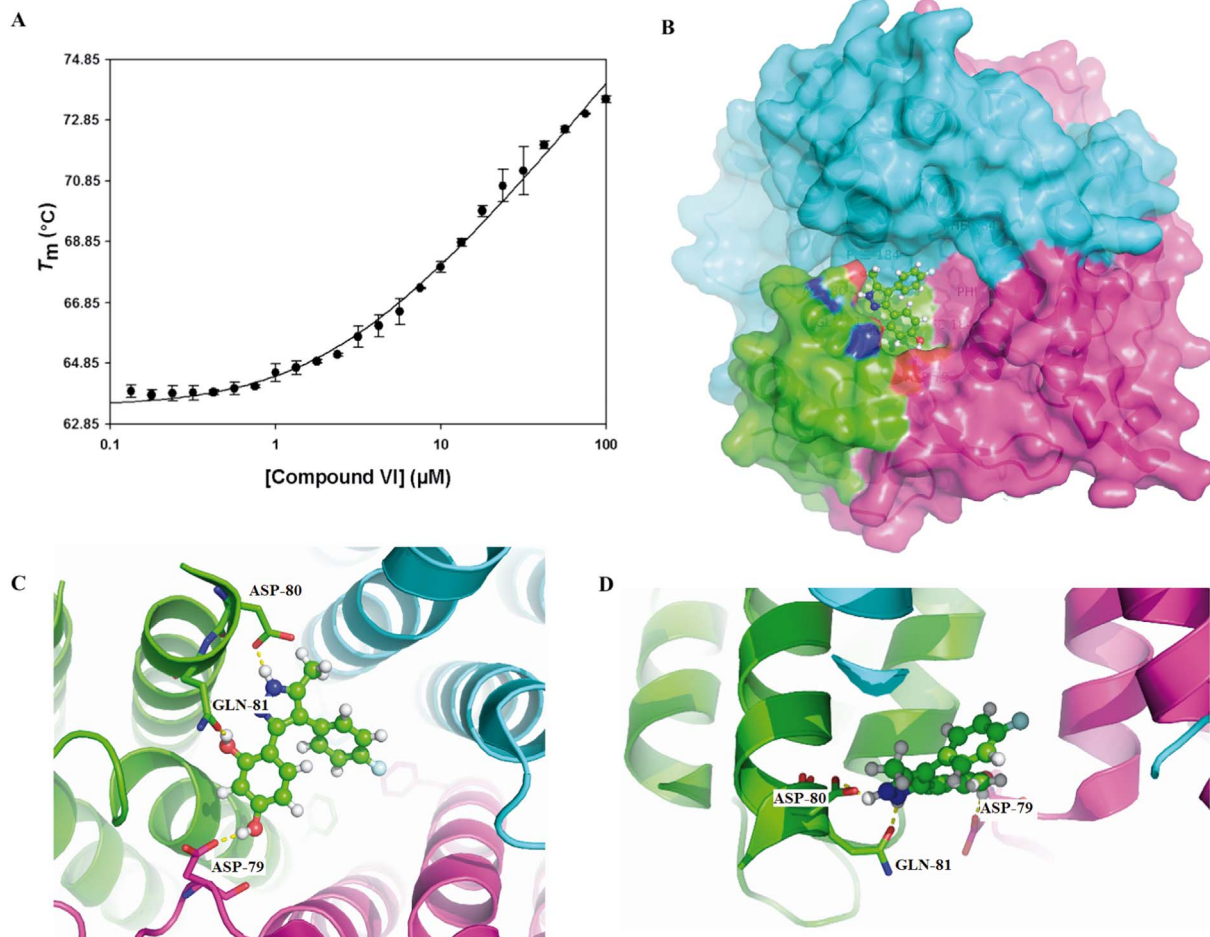 A
74.85
72.85
70.85
68.85
66.85
64.85
62.85
Tm (°C)
0.1
1
10
100
[Compound VI] (µM)
B
C
ASP-80
GLN-81
ASP-79
D
ASP-80
ASP-79
GLN-81